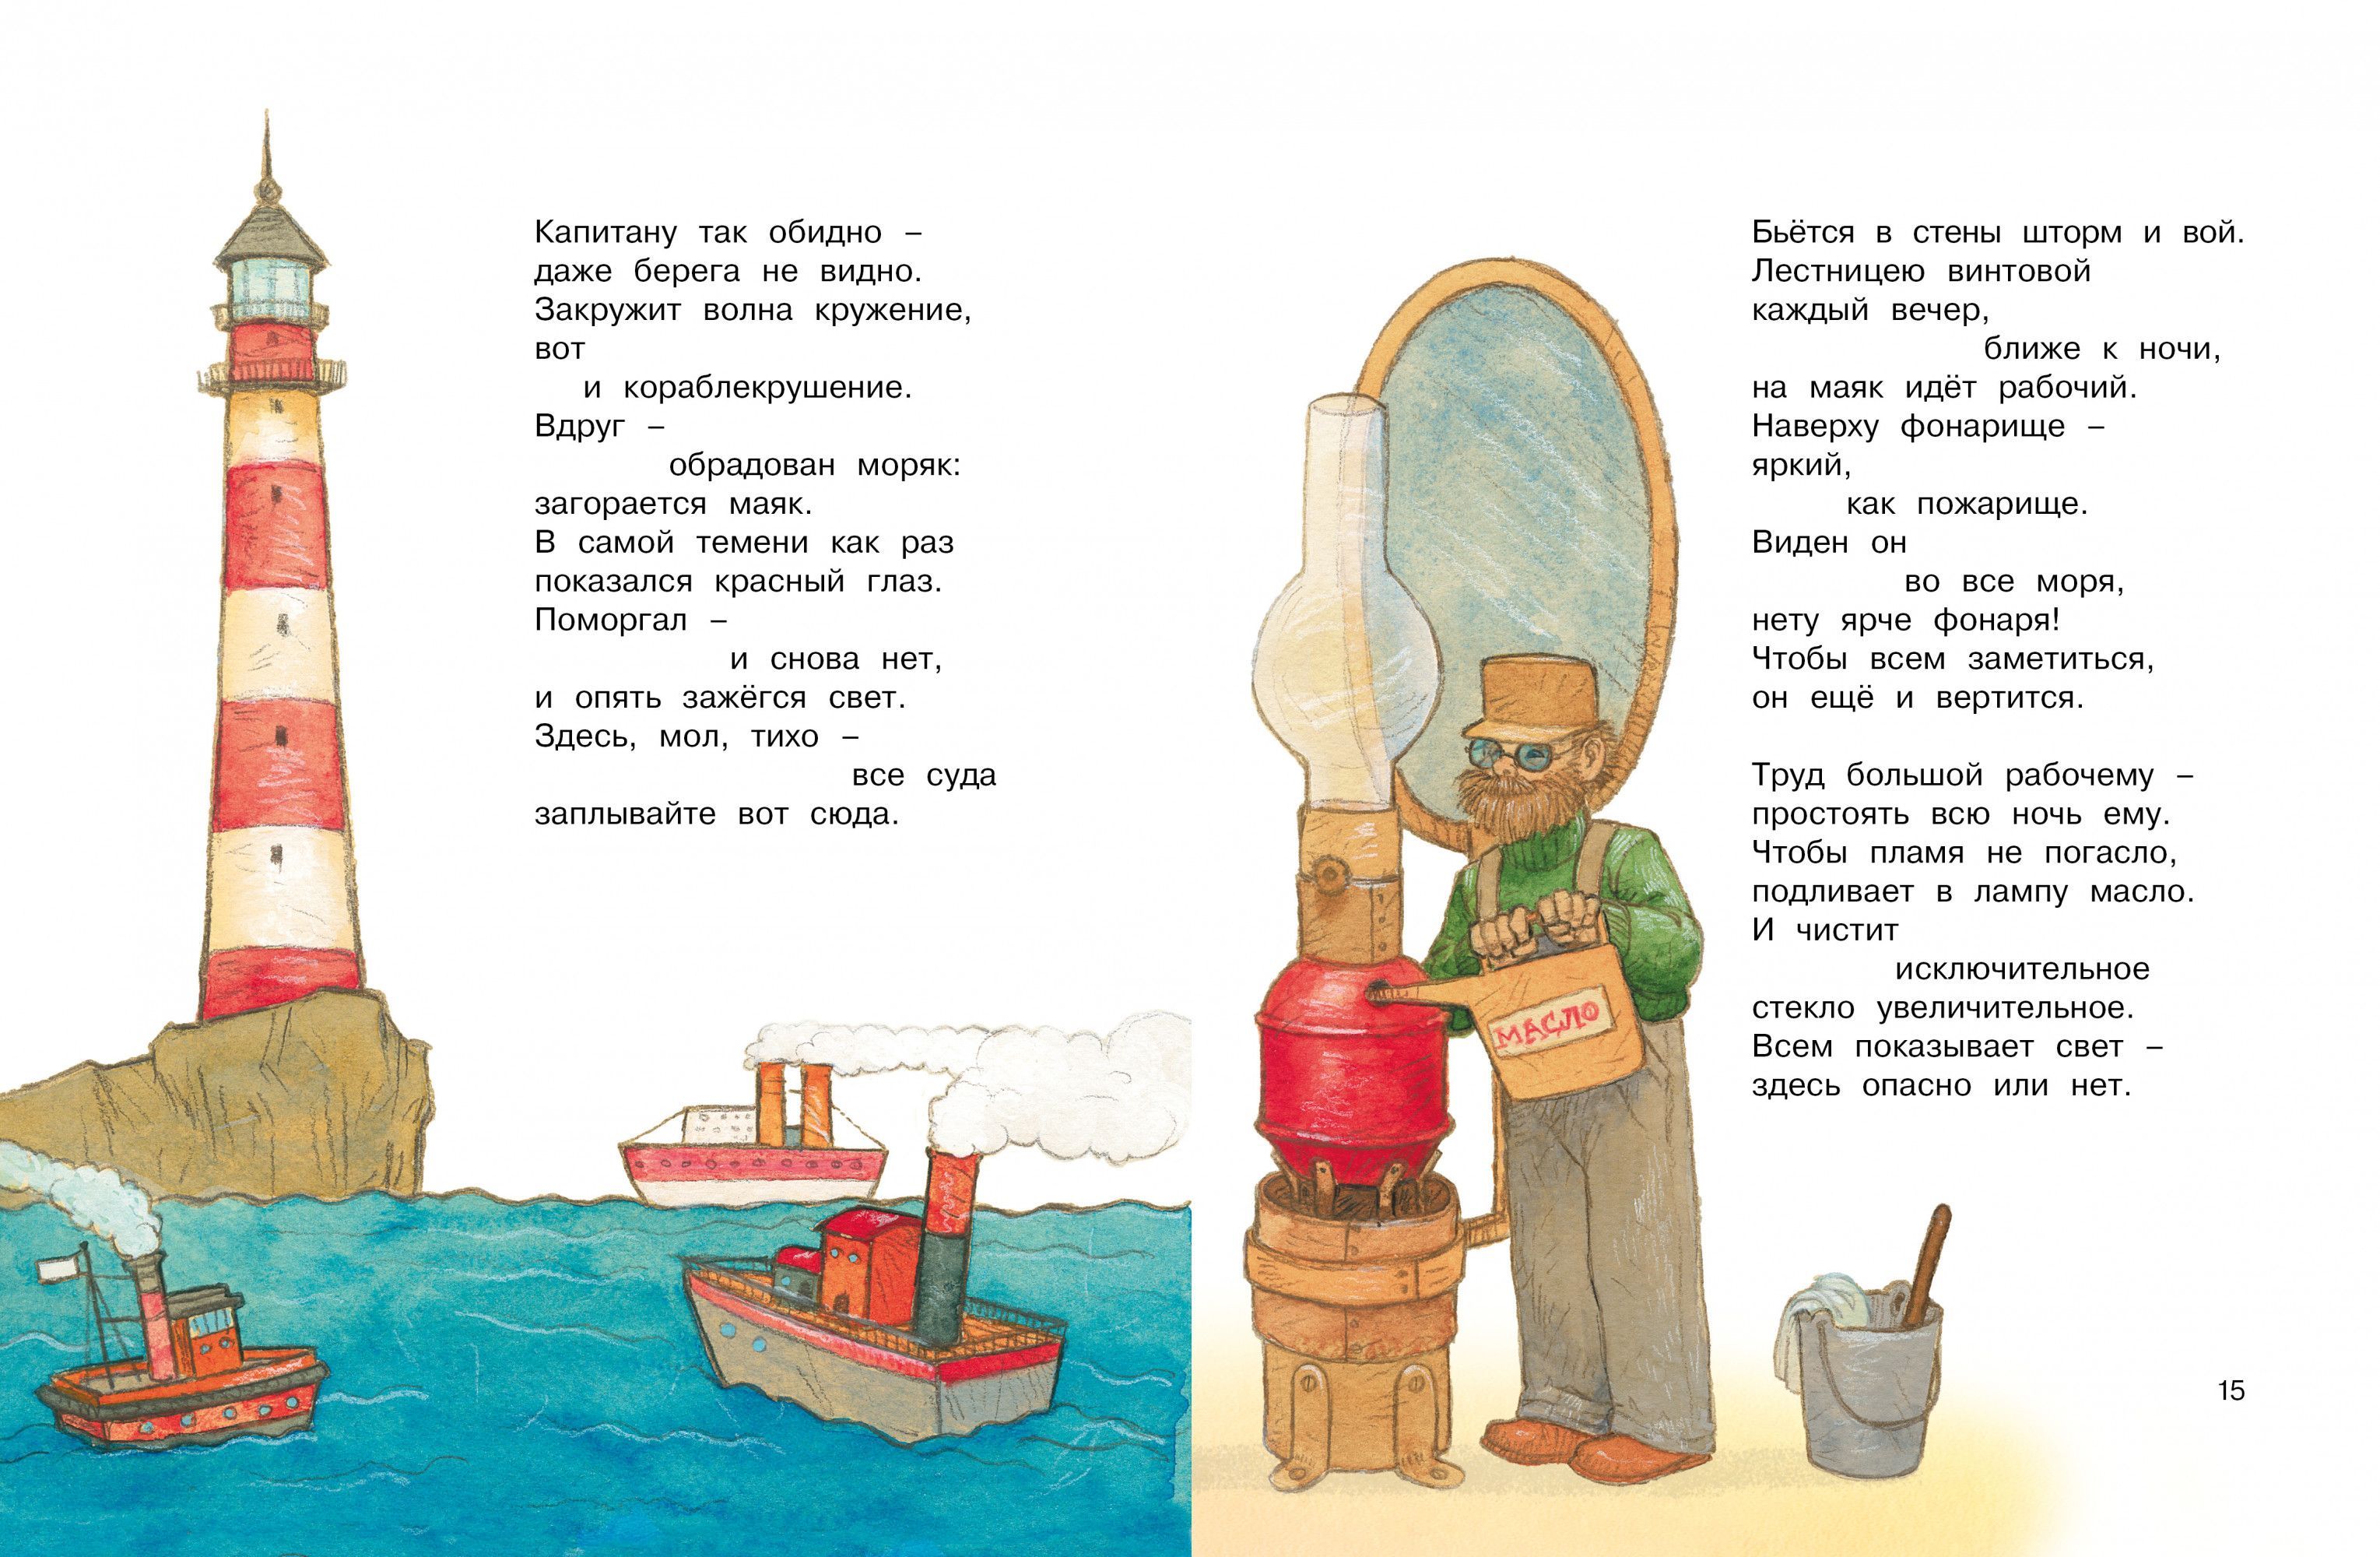 Капитану так обидно –
даже берега не видно.
Закружит волна кружение,
вот
и кораблекрушение.
Вдруг –
обрадован моряк:
загорается маяк.
В самой темени как раз
показался красный глаз.
Поморгал –
и снова нет,
и опять зажёгся свет.
Здесь, мол, тихо –
все суда
заплывайте вот сюда.
Бьётся в стены шторм и вой.
Лестницею винтовой
каждый вечер,
ближе к ночи,
на маяк идёт рабочий.
Наверху фонарище –
яркий,
как пожарище.
Виден он
во все моря,
нету ярче фонаря!
Чтобы всем заметиться,
он ещё и вертится.
Труд большой рабочему –
простоять всю ночь ему.
Чтобы пламя не погасло,
подливает в лампу масло.
И чистит
исключительное
стекло увеличительное.
Всем показывает свет –
здесь опасно или нет.
МАСЛО
15